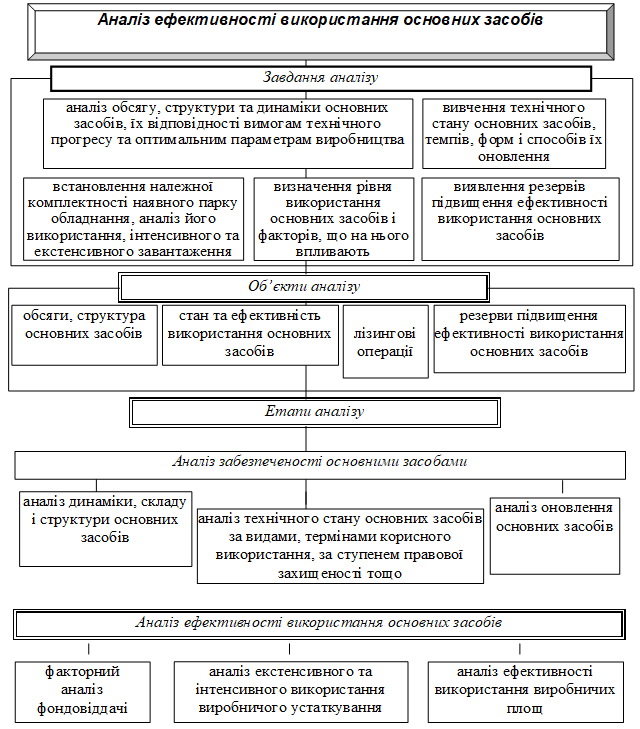 Аналіз ефективності використання основних засобів
Завдання аналізу
аналіз обсягу, структури та динаміки основних
засобів, їх відповідності вимогам технічного
прогресу та оптимальним параметрам виробництва
вивчення технічного
стану основних засобів,
темпів, форм і способів їх
оновлення
встановлення належної
комплектності наявного парку
обладнання, аналіз його
використання, інтенсивного та
екстенсивного завантаження
визначення рівня
використання
основних засобів і
факторів, що на нього
впливають
виявлення резервів
підвищення ефективності
використання основних
засобів
Об’єкти аналізу
обсяги, структура
основних засобів
стан та ефективність
використання основних
засобів
лізингові
операції
резерви підвищення
ефективності використання
основних засобів
Етапи аналізу
Аналіз забезпеченості основними засобами
аналіз динаміки, складу
і структури основних
засобів
аналіз технічного стану основних засобів
за видами, термінами корисного
використання, за ступенем правової
захищеності тощо
аналіз оновлення
основних засобів
Аналіз ефективності використання основних засобів
факторний
аналіз
фондовіддачі
аналіз екстенсивного та
інтенсивного використання
виробничого устаткування
аналіз ефективності
використання виробничих
площ